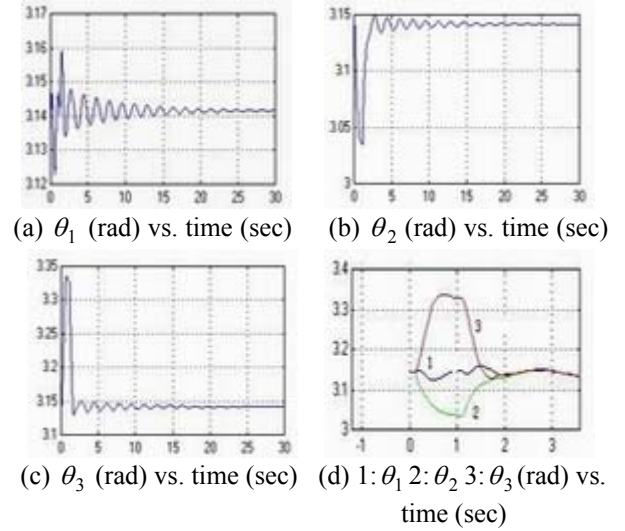 3.17
3.16
3.15
3.14
3.13
3.12
0 5 10 15 20 25 30
(a) θ₁ (rad) vs. time (sec)
3.15
3.1
3.05
3
0 5 10 15 20 25 30
(b) θ₂ (rad) vs. time (sec)
3.35
3.3
3.25
3.2
3.15
3.1
0 5 10 15 20 25 30
(c) θ₃ (rad) vs. time (sec)
3.4
3.3
3.2
3.1
3
-1 0 1 2 3
1
2
3
(d) 1:θ₁ 2:θ₂ 3:θ₃ (rad) vs.
time (sec)